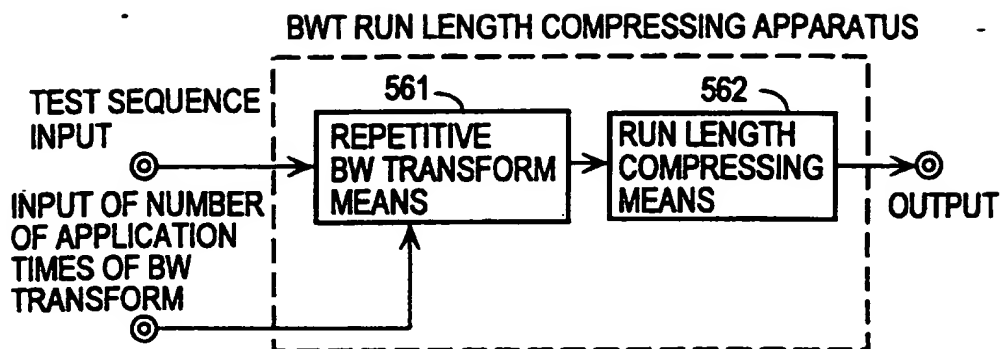 BWT RUN LENGTH COMPRESSING APPARATUS
TEST SEQUENCE
INPUT
561
REPETITIVE
BW TRANSFORM
MEANS
562
RUN LENGTH
COMPRESSING
MEANS
OUTPUT
INPUT OF NUMBER
OF APPLICATION
TIMES OF BW
TRANSFORM